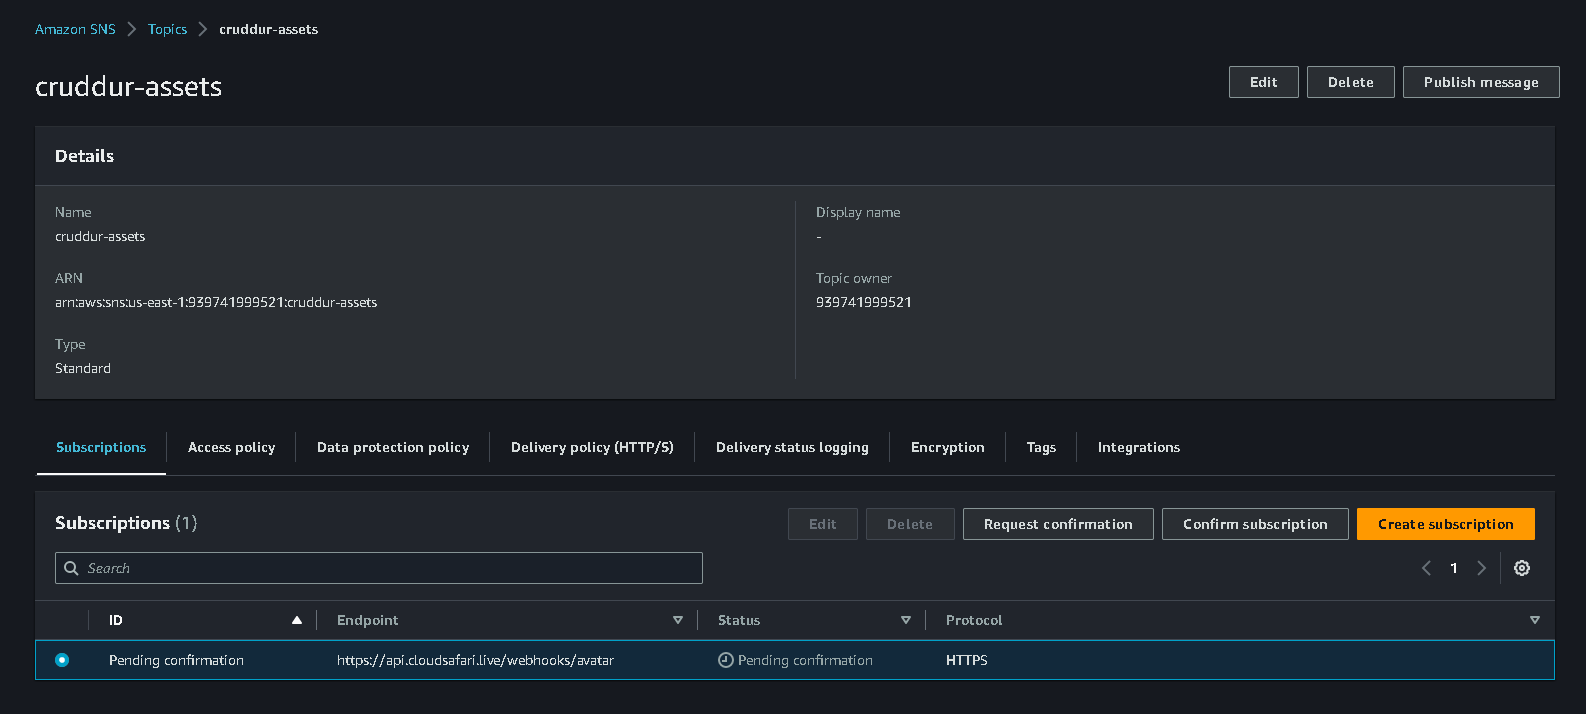 Amazon SNS > Topics > cruddur-assets
cruddur-assets
Edit Delete Publish message
Details
Name Display name
cruddur-assets -
ARN Topic owner
arn:aws:sns:us-east-1:939741999521:cruddur-assets 939741999521
Type
Standard
Subscriptions Access policy Data protection policy Delivery policy (HTTP/S) Delivery status logging Encryption Tags Integrations
Subscriptions (1) Edit Delete Request confirmation Confirm subscription Create subscription
Search 1
ID Endpoint Status Protocol
Pending confirmation https://api.cloudsafari.live/webhooks/avatar Pending confirmation HTTPS